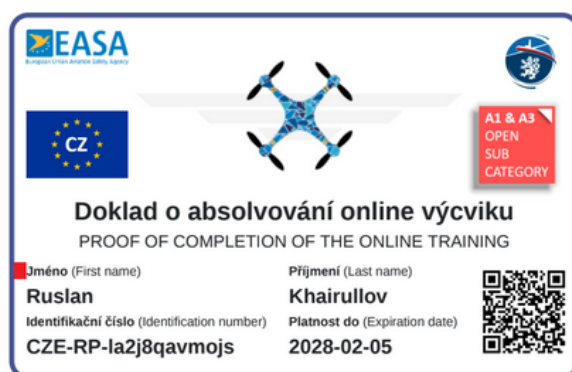 EASA
European Union Aviation Safety Agency
CZ
A1 & A3
OPEN
SUB
CATEGORY
Doklad o absolvování online výcviku
PROOF OF COMPLETION OF THE ONLINE TRAINING
Jméno (First name)
Příjmení (Last name)
Ruslan
Khairullov
Identifikační číslo (Identification number)
Platnost do (Expiration date)
CZE-RP-la2j8qavmojs
2028-02-05